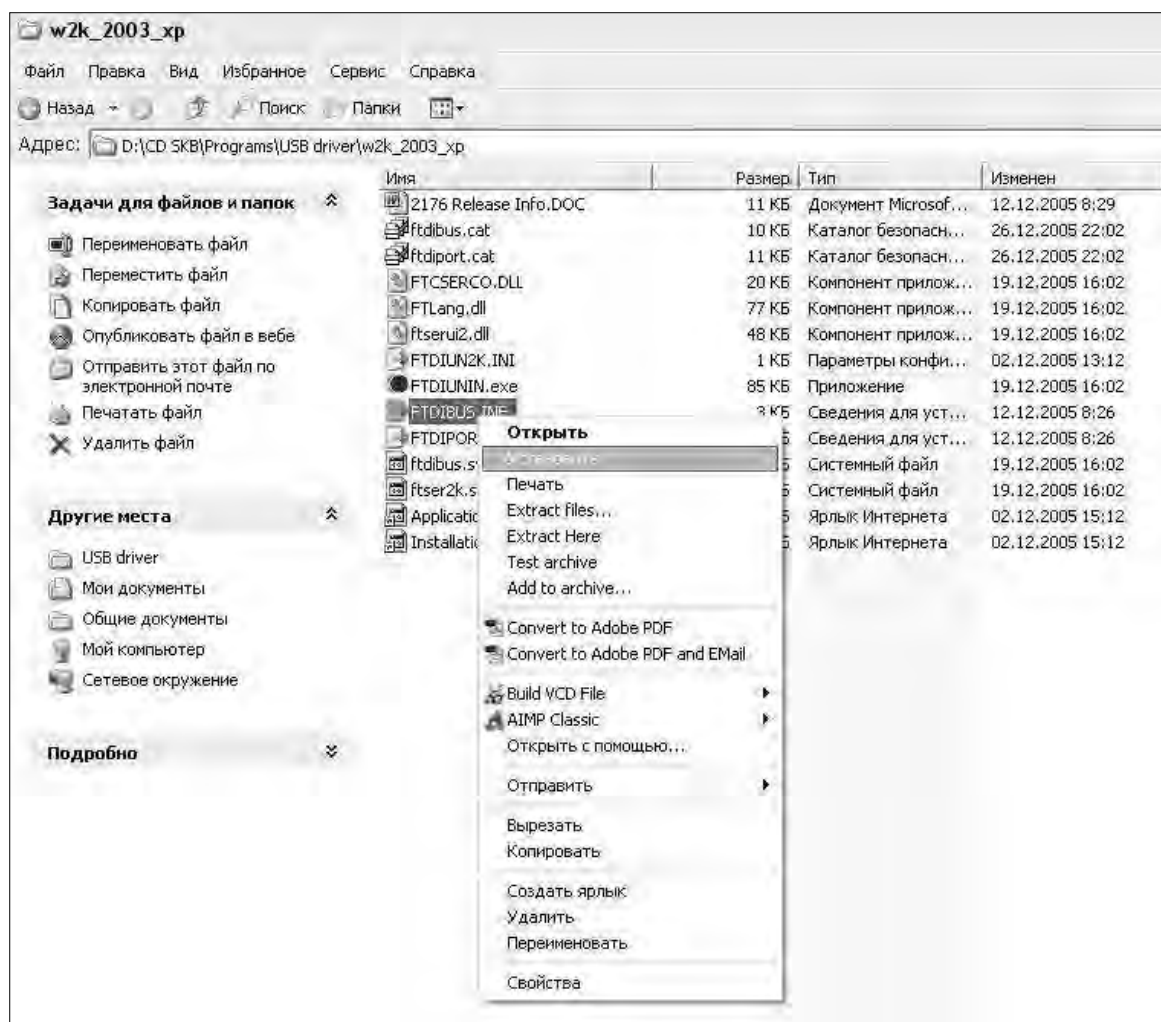 w2k_2003_xp
Файл Правка Вид Избранное Сервис Справка
Назад Поиск Папки
Адрес: D:\CD SKB\Programs\USB driver\w2k_2003_xp
Имя Размер Тип Изменен
Задачи для файлов и папок
Переименовать файл
Переместить файл
Копировать файл
Опубликовать файл в вебе
Отправить этот файл по
электронной почте
Печатать файл
Удалить файл
Другие места
USB driver
Мои документы
Общие документы
Мой компьютер
Сетевое окружение
Подробно
2176 Release Info.DOC 11 КБ Документ Microsof... 12.12.2005 8:29
ftdibus.cat 10 КБ Каталог безопасн... 26.12.2005 22:02
ftdiport.cat 11 КБ Каталог безопасн... 26.12.2005 22:02
FTCSERCO.DLL 20 КБ Компонент прилож... 19.12.2005 16:02
FTLang.dll 77 КБ Компонент прилож... 19.12.2005 16:02
ftserui2.dll 48 КБ Компонент прилож... 19.12.2005 16:02
FTDIUN2K.INI 1 КБ Параметры конфи... 02.12.2005 13:12
FTDIUNIN.exe 85 КБ Приложение 19.12.2005 16:02
FTDIBUS.INF 3 КБ Сведения для уст... 12.12.2005 8:26
FTDIPOR Б Сведения для уст... 12.12.2005 8:26
ftdibus.s Б Системный файл 19.12.2005 16:02
ftser2k.s Б Системный файл 19.12.2005 16:02
Applicatic Б Ярлык Интернета 02.12.2005 15:12
Installatic Б Ярлык Интернета 02.12.2005 15:12
Открыть
Установить
Печать
Extract files...
Extract Here
Test archive
Add to archive...
Convert to Adobe PDF
Convert to Adobe PDF and EMail
Build VCD File
AIMP Classic
Открыть с помощью...
Отправить
Вырезать
Копировать
Создать ярлык
Удалить
Переименовать
Свойства